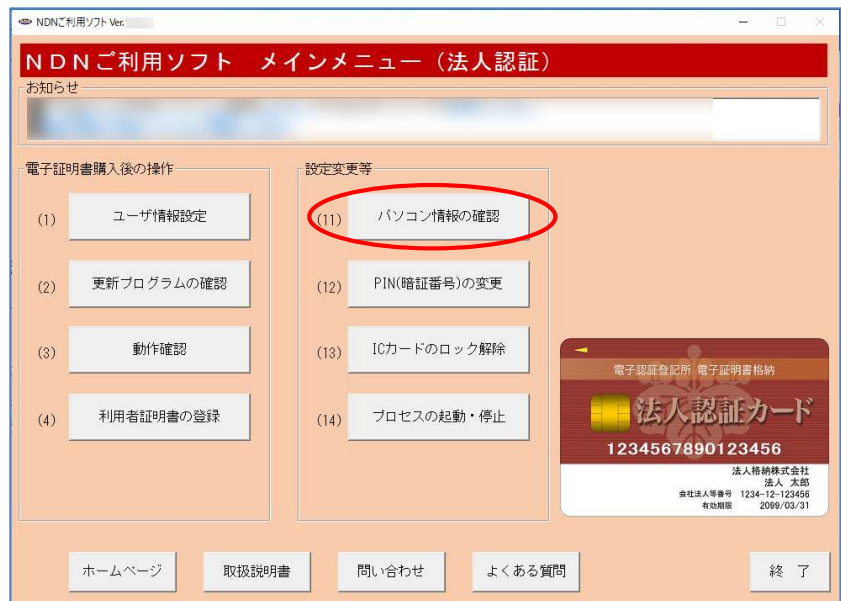 NDNご利用ソフト Ver.
NDNご利用ソフト メインメニュー（法人認証）
お知らせ
電子証明書購入後の操作
(1) ユーザ情報設定
(2) 更新プログラムの確認
(3) 動作確認
(4) 利用者証明書の登録
設定変更等
(11) パソコン情報の確認
(12) PIN(暗証番号)の変更
(13) ICカードのロック解除
(14) プロセスの起動・停止
電子認証登記所 電子証明書格納
法人認証カード
1234567890123456
法人格納株式会社
法人 太郎
会社法人等番号 1234-12-123456
有効期限 2099/03/31
ホームページ
取扱説明書
問い合わせ
よくある質問
終 了